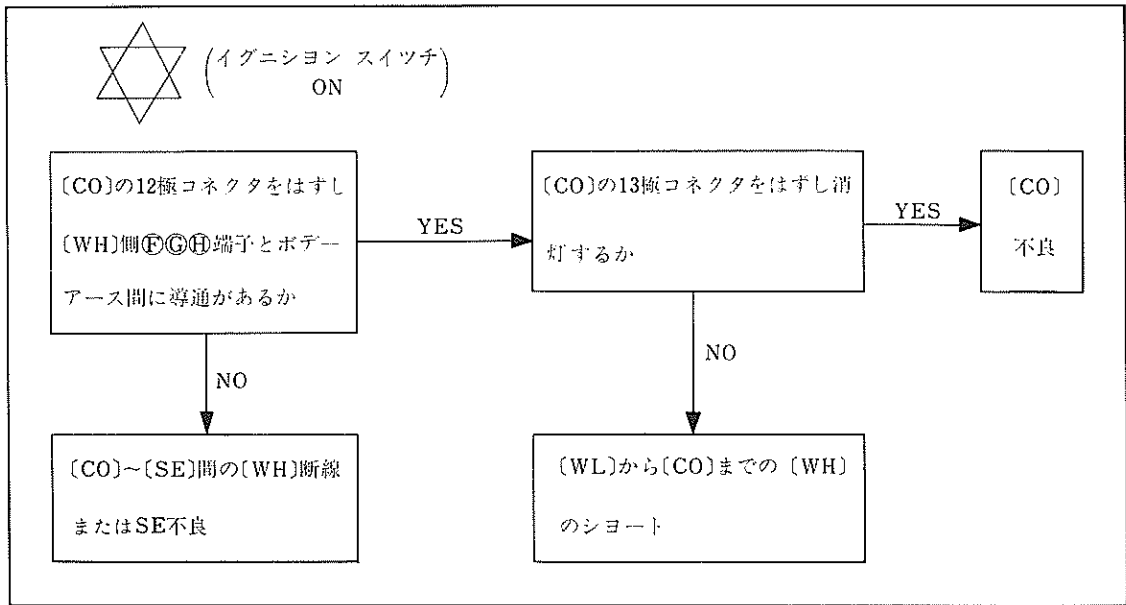 (イグニシヨン スイツチ
ON)
〔CO〕の12極コネクタをはずし
〔WH〕側ⒻⒼⒽ端子とボデー
アース間に導通があるか
YES
〔CO〕の13極コネクタをはずし消
灯するか
YES
〔CO〕
不良
NO
〔CO〕~〔SE〕間の〔WH〕断線
またはSE不良
NO
〔WL〕から〔CO〕までの〔WH〕
のシヨート